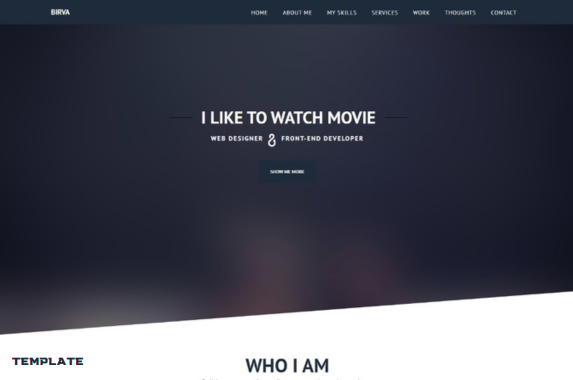 BIRVA
HOME ABOUT ME MY SKILLS SERVICES WORK THOUGHTS CONTACT
I LIKE TO WATCH MOVIE
WEB DESIGNER & FRONT-END DEVELOPER
SHOW ME MORE
WHO I AM
TEMPLATE